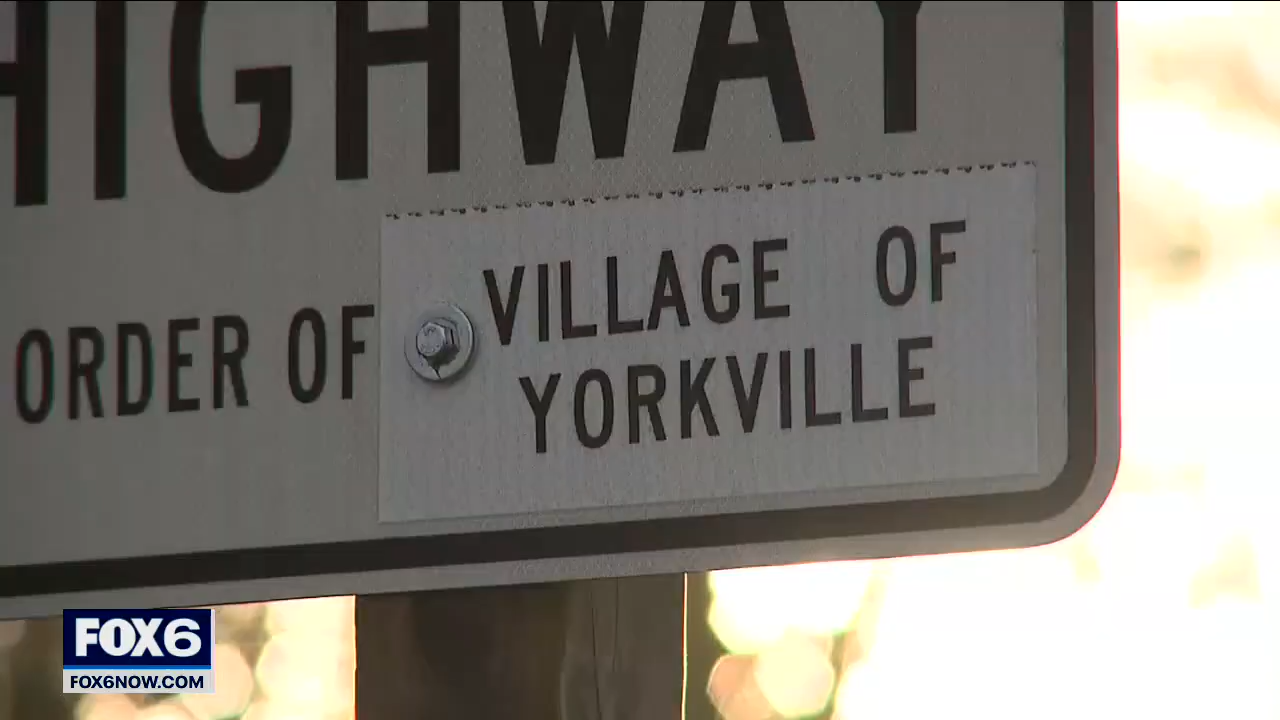 HIGHWAY
ORDER OF
VILLAGE OF
YORKVILLE
FOX6
FOX6NOW.COM